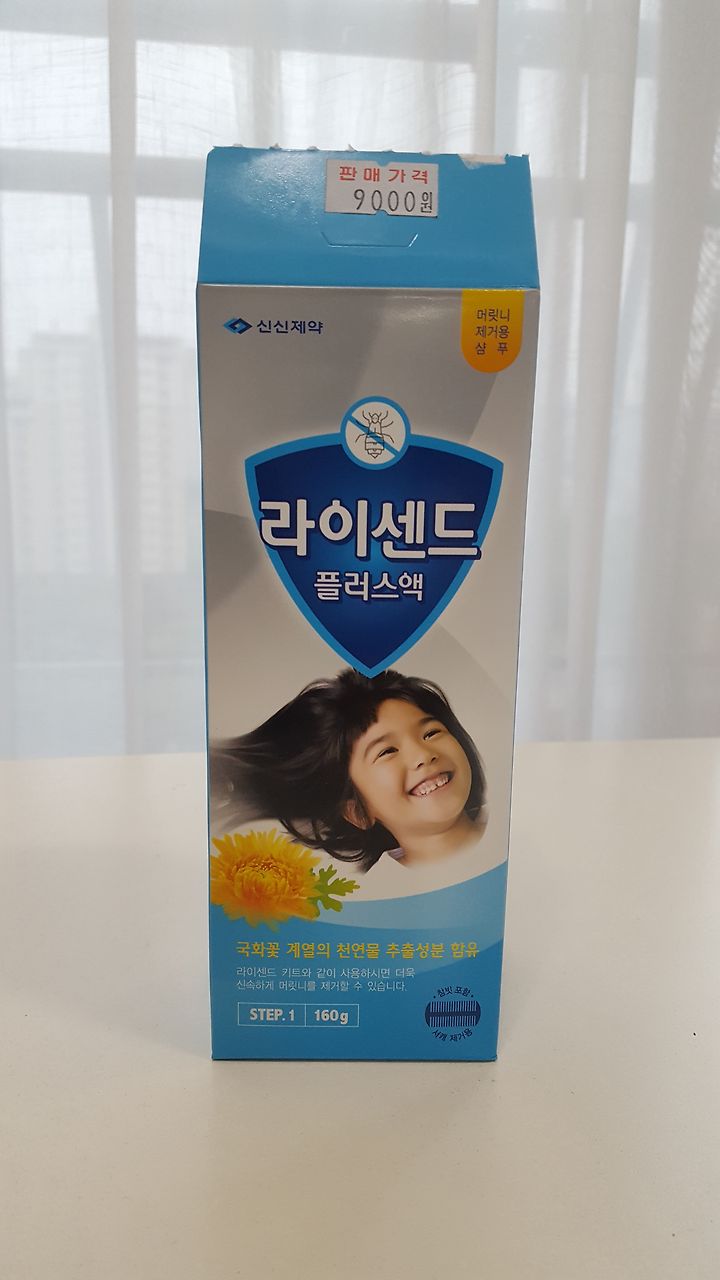 판매가격
9000원
신신제약
머릿니
제거용
샴 푸
라이센드
플러스액
국화꽃 계열의 천연물 추출성분 함유
라이센드 키트와 같이 사용하시면 더욱
신속하게 머릿니를 제거할 수 있습니다.
STEP. 1 160g
·참빗 포함·
서캐 제거용